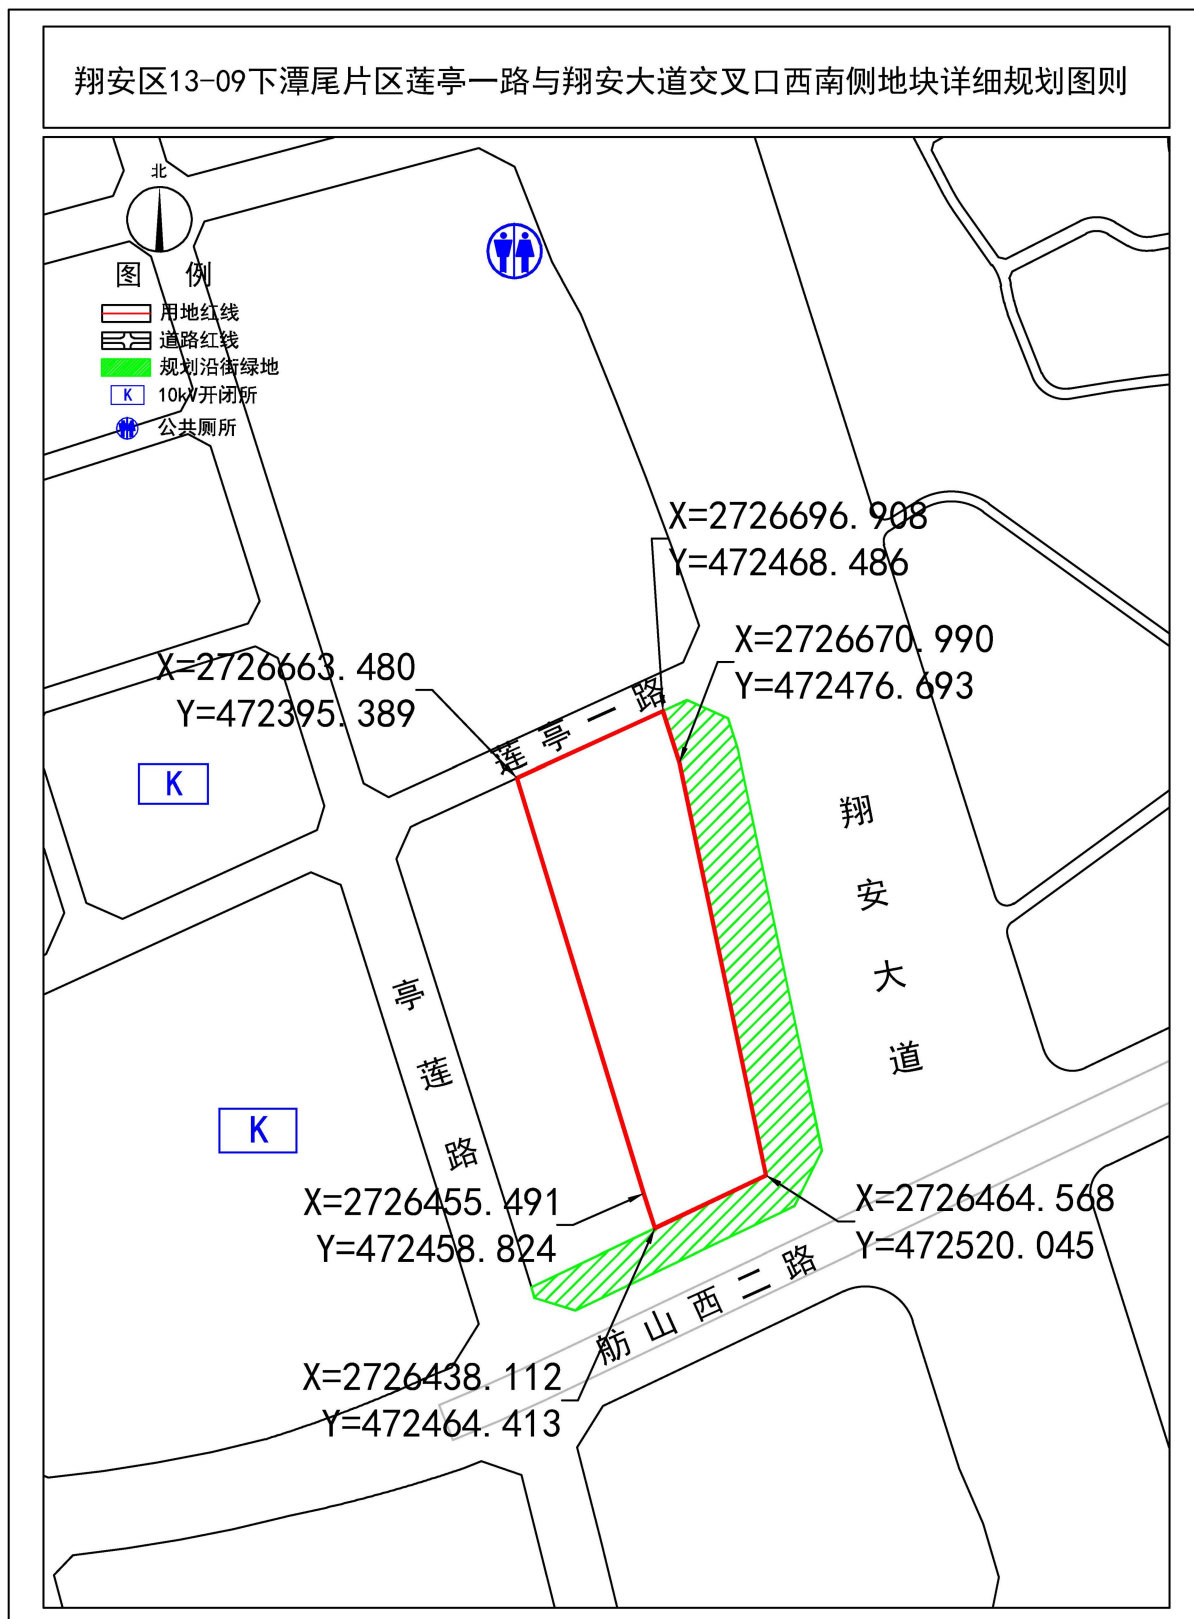 翔安区13-09下潭尾片区莲亭一路与翔安大道交叉口西南侧地块详细规划图则
北
图 例
用地红线
道路红线
规划沿街绿地
K 10kV开闭所
公共厕所
X=2726696.908
Y=472468.486
X=2726670.990
Y=472476.693
X=2726663.480
Y=472395.389
莲亭一路
K
翔安大道
亭莲路
K
X=2726455.491
Y=472458.824
X=2726464.568
Y=472520.045
舫山西二路
X=2726438.112
Y=472464.413